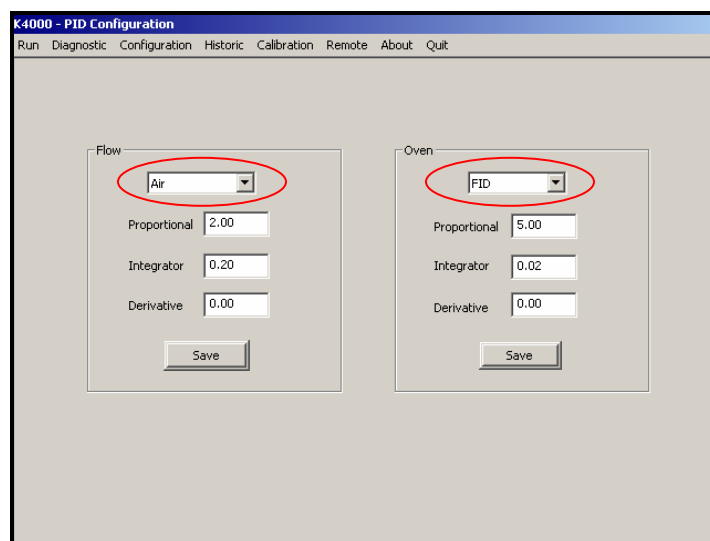 K4000 - PID Configuration
Run Diagnostic Configuration Historic Calibration Remote About Quit
Flow
Air
Proportional 2.00
Integrator 0.20
Derivative 0.00
Save
Oven
FID
Proportional 5.00
Integrator 0.02
Derivative 0.00
Save